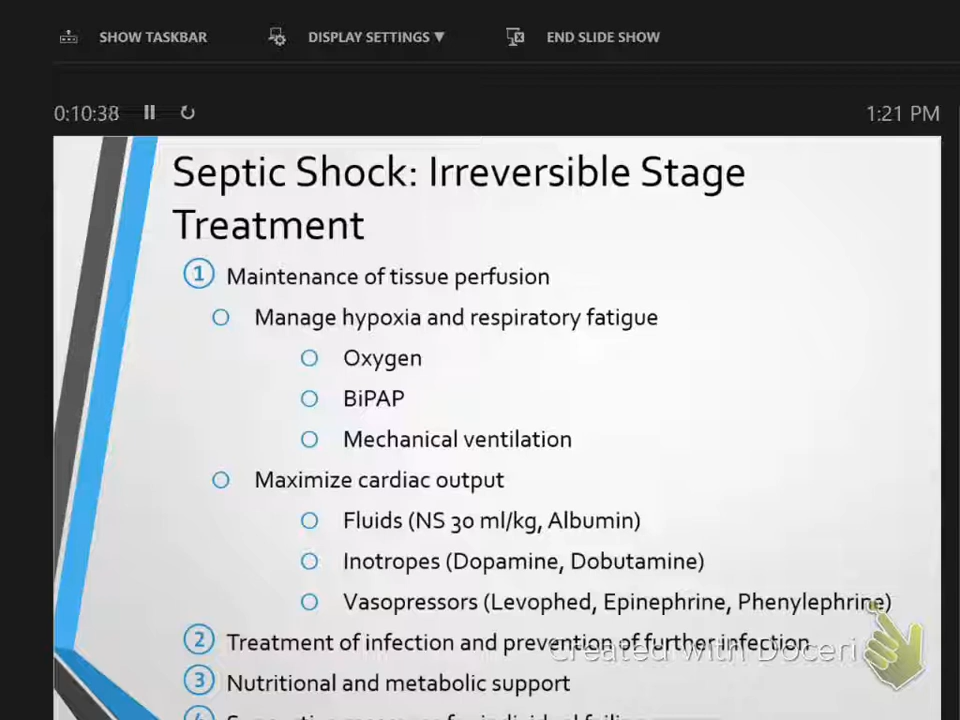 SHOW TASKBAR DISPLAY SETTINGS ▼ END SLIDE SHOW
0:10:38 1:21 PM
Septic Shock: Irreversible Stage
Treatment
1 Maintenance of tissue perfusion
Manage hypoxia and respiratory fatigue
Oxygen
BiPAP
Mechanical ventilation
Maximize cardiac output
Fluids (NS 30 ml/kg, Albumin)
Inotropes (Dopamine, Dobutamine)
Vasopressors (Levophed, Epinephrine, Phenylephrine)
2 Treatment of infection and prevention of further infection
Created with Doceri
3 Nutritional and metabolic support